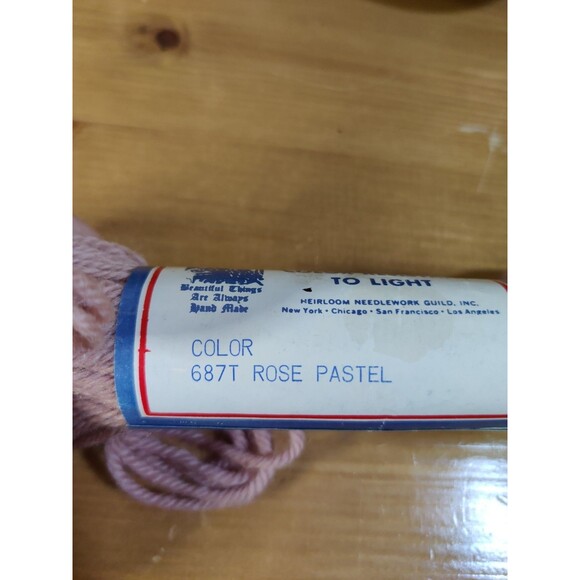 TO LIGHT
Beautiful Things
Are Always
Hand Made
HEIRLOOM NEEDLEWORK GUILD, INC.
New York • Chicago • San Francisco • Los Angeles
COLOR
687T ROSE PASTEL